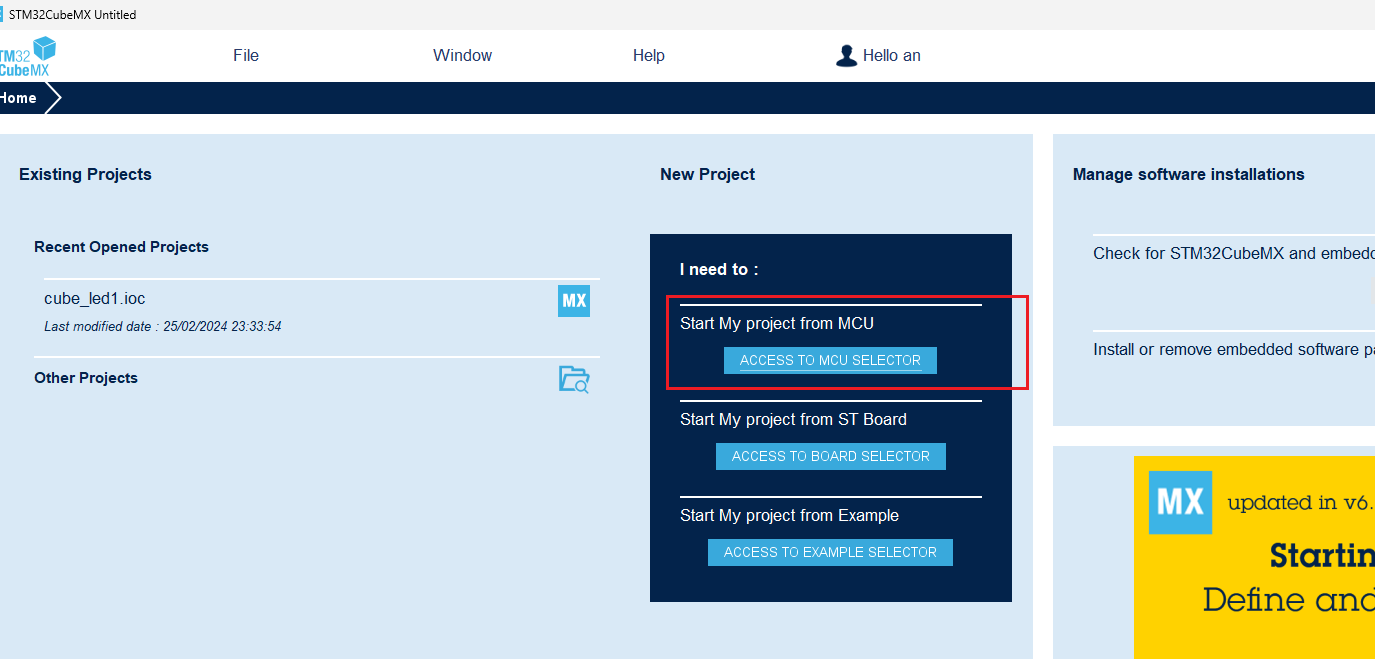 STM32CubeMX Untitled
TM32
CubeMX
File
Window
Help
Hello an
Home
Existing Projects
New Project
Manage software installations
Recent Opened Projects
I need to :
Check for STM32CubeMX and embedd
cube_led1.ioc
MX
Last modified date : 25/02/2024 23:33:54
Start My project from MCU
ACCESS TO MCU SELECTOR
Install or remove embedded software pa
Other Projects
Start My project from ST Board
ACCESS TO BOARD SELECTOR
Start My project from Example
ACCESS TO EXAMPLE SELECTOR
MX
updated in v6.
Startin
Define and